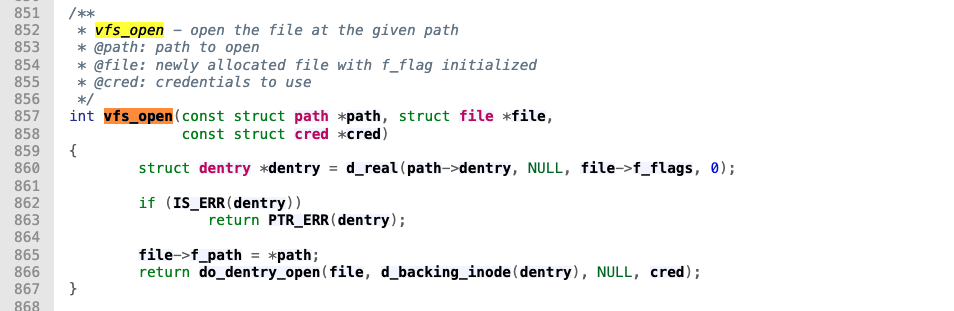 851 /**
852  * vfs_open - open the file at the given path
853  * @path: path to open
854  * @file: newly allocated file with f_flag initialized
855  * @cred: credentials to use
856  */
857 int vfs_open(const struct path *path, struct file *file,
858              const struct cred *cred)
859 {
860         struct dentry *dentry = d_real(path->dentry, NULL, file->f_flags, 0);
861
862         if (IS_ERR(dentry))
863                 return PTR_ERR(dentry);
864
865         file->f_path = *path;
866         return do_dentry_open(file, d_backing_inode(dentry), NULL, cred);
867 }
868